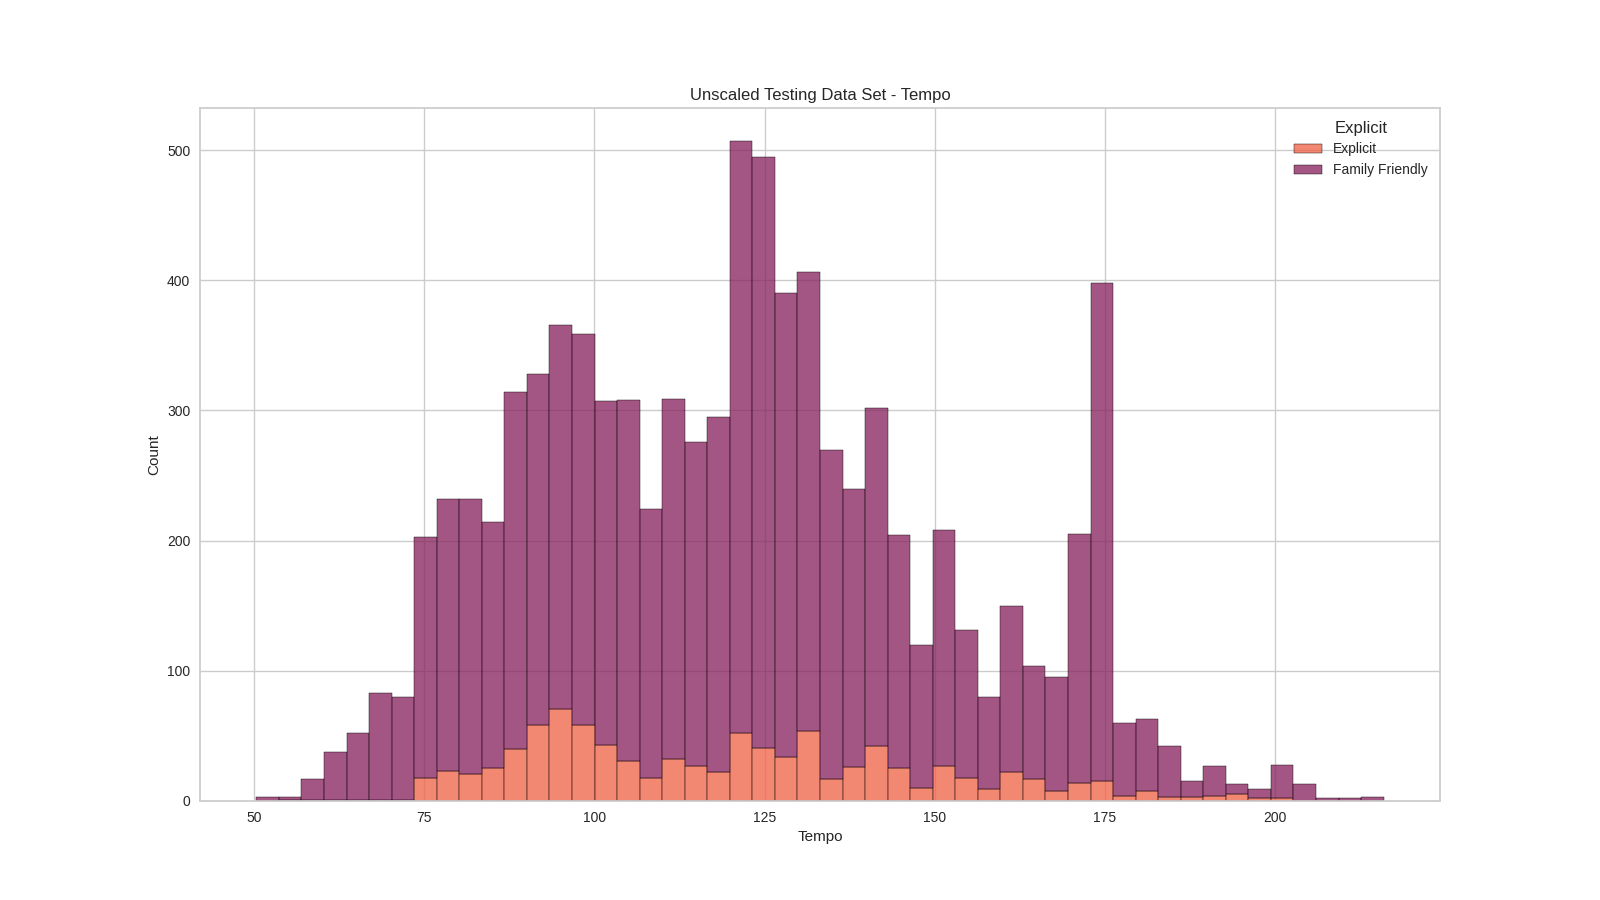 Unscaled Testing Data Set - Tempo
Explicit
Explicit
Family Friendly
500
400
300
200
100
0
Count
50 75 100 125 150 175 200
Tempo